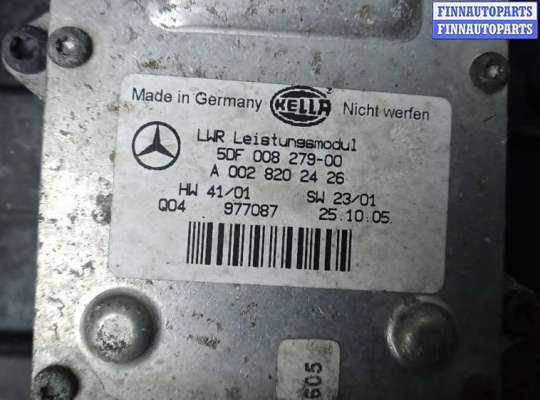 FINNAUTOPARTS
FINNAUTOPARTS.RU
Made in Germany HELLA Nicht werfen
LWR Leistungsmodul
5DF 008 279-00
A 002 820 24 26
HW 41/01 SW 23/01
Q04 977087 25.10.05
605